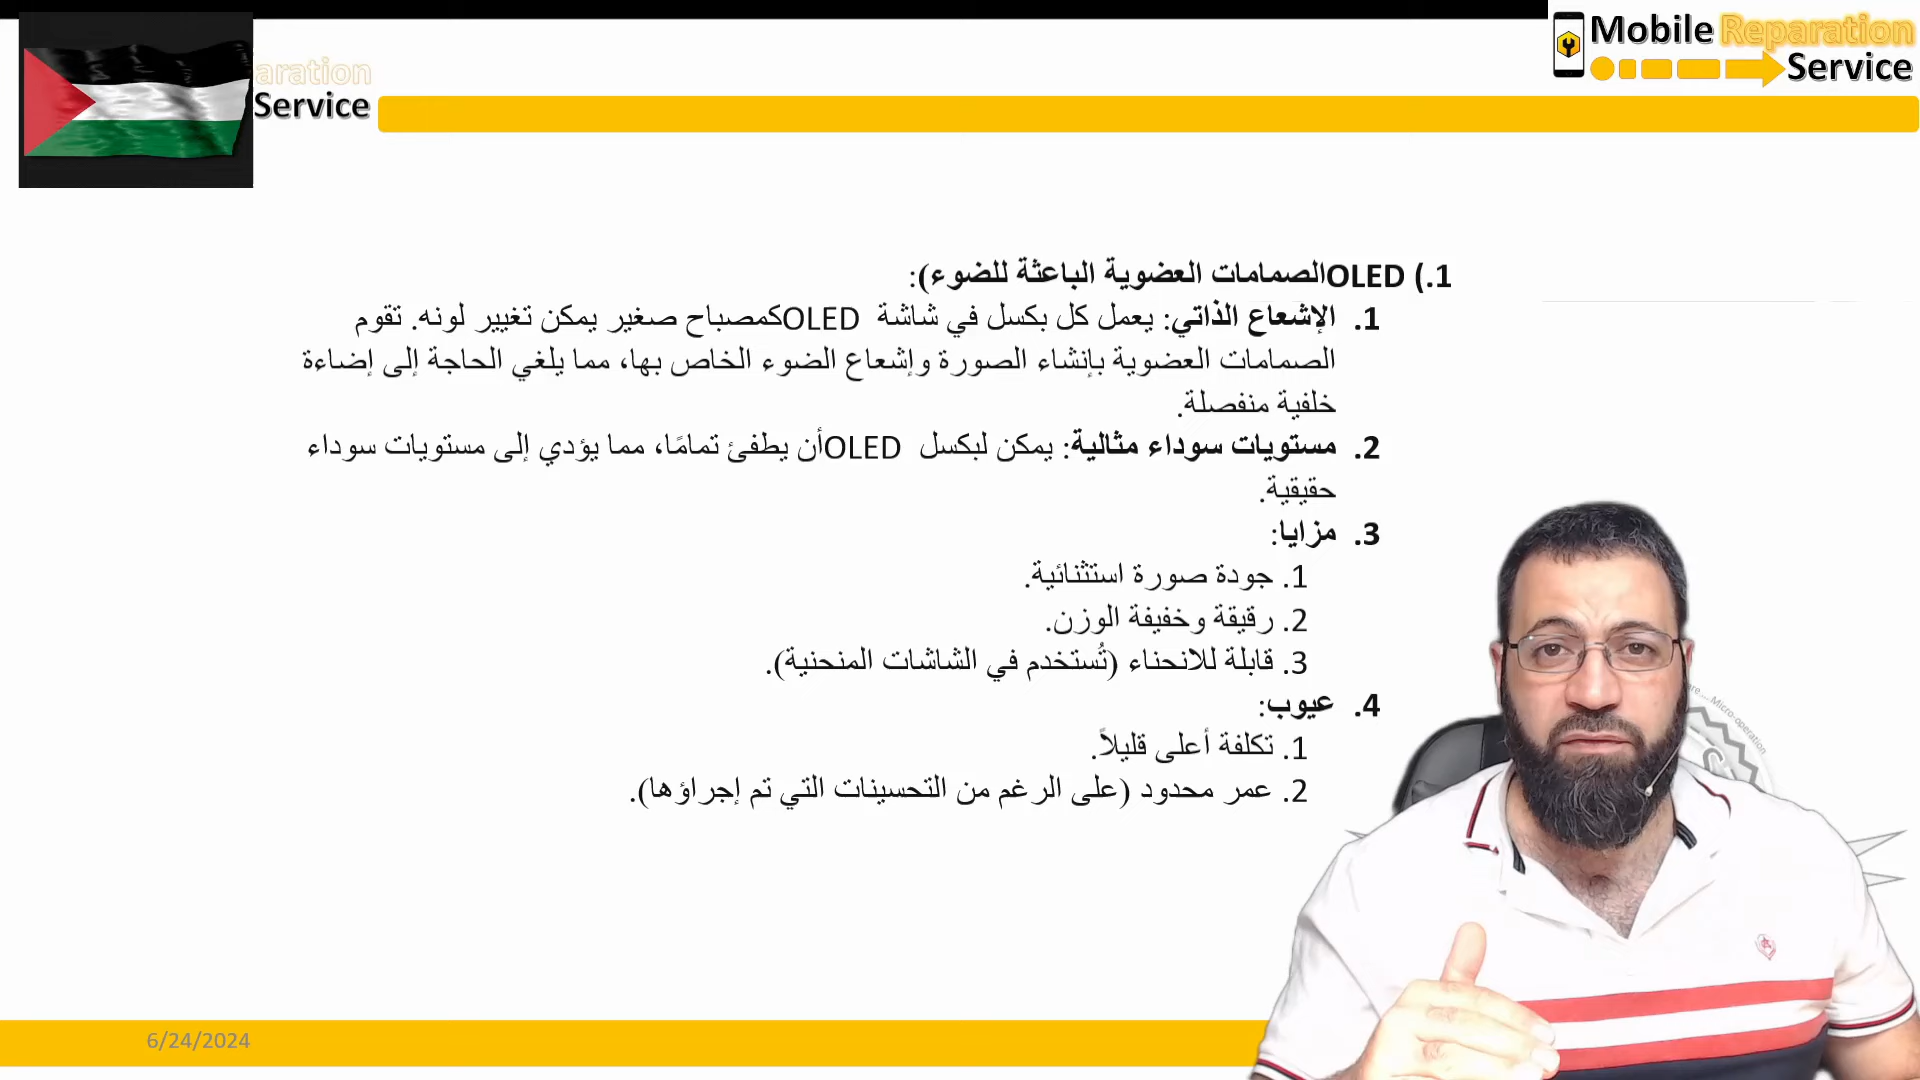 Mobile Reparation
Service
aration
Service
1. OLED (الصمامات العضوية الباعثة للضوء):
1. الإشعاع الذاتي: يعمل كل بكسل في شاشة OLED كمصباح صغير يمكن تغيير لونه. تقوم
الصمامات العضوية بإنشاء الصورة وإشعاع الضوء الخاص بها، مما يلغي الحاجة إلى إضاءة
خلفية منفصلة.
2. مستويات سوداء مثالية: يمكن لبكسل OLED أن يطفئ تمامًا، مما يؤدي إلى مستويات سوداء
حقيقية.
3. مزايا:
1. جودة صورة استثنائية.
2. رقيقة وخفيفة الوزن.
3. قابلة للانحناء (تُستخدم في الشاشات المنحنية).
4. عيوب:
1. تكلفة أعلى قليلاً.
2. عمر محدود (على الرغم من التحسينات التي تم إجراؤها).
Micro-operation
6/24/2024